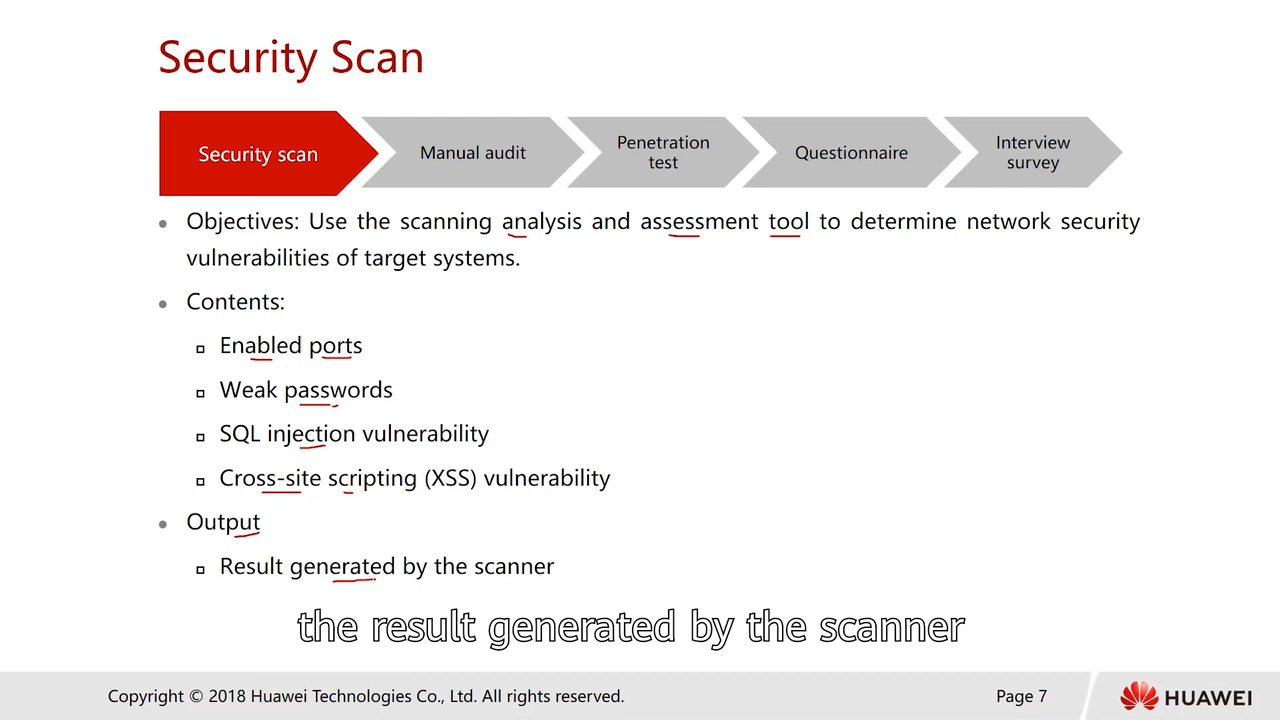 Security Scan
Security scan
Manual audit
Penetration
test
Questionnaire
Interview
survey
Objectives: Use the scanning analysis and assessment tool to determine network security
vulnerabilities of target systems.
Contents:
Enabled ports
Weak passwords
SQL injection vulnerability
Cross-site scripting (XSS) vulnerability
Output
Result generated by the scanner
the result generated by the scanner
Copyright © 2018 Huawei Technologies Co., Ltd. All rights reserved.
Page 7
HUAWEI